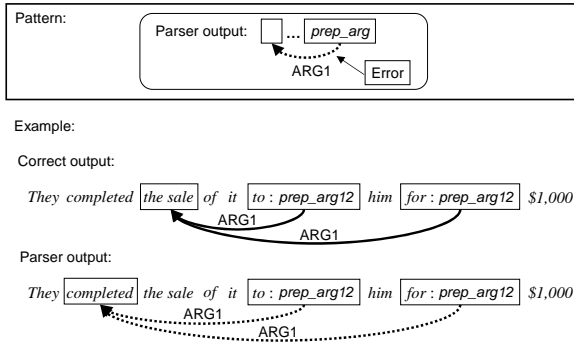 Pattern:
Parser output: ... prep_arg
ARG1
Error
Example:
Correct output:
They completed the sale of it to : prep_arg12 him for : prep_arg12 $1,000
ARG1
ARG1
Parser output:
They completed the sale of it to : prep_arg12 him for : prep_arg12 $1,000
ARG1
ARG1